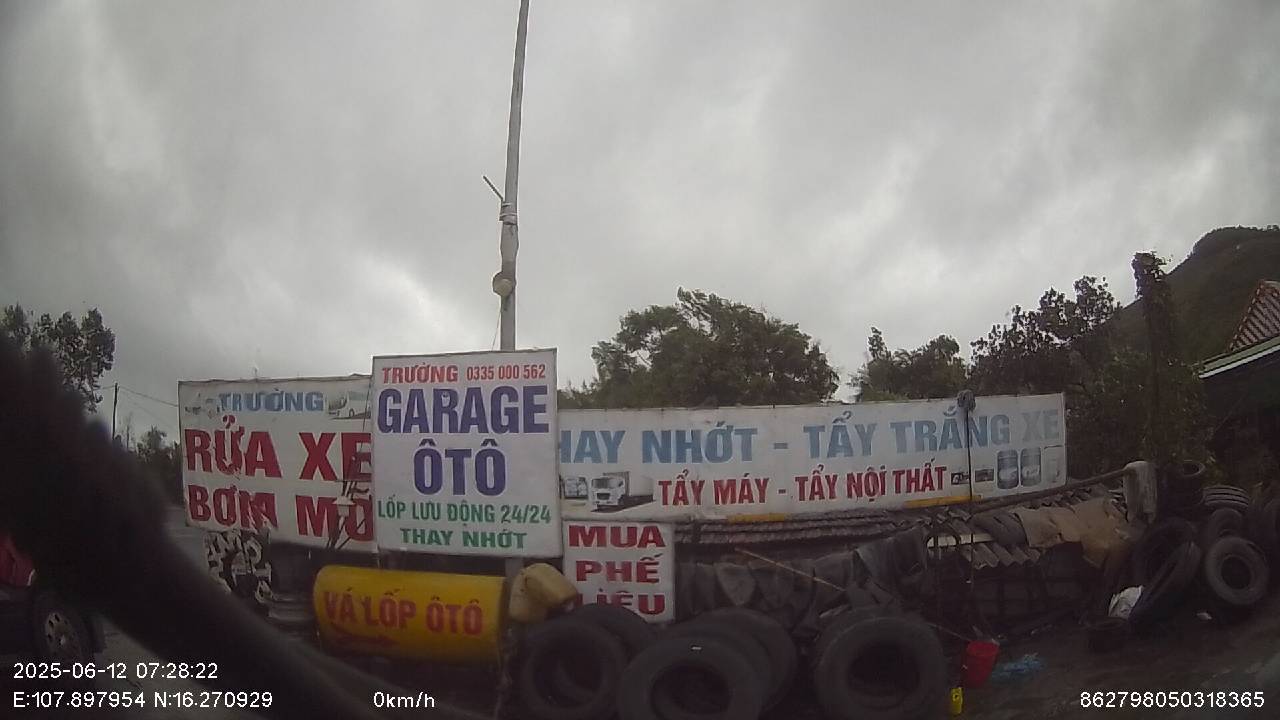 TRƯỜNG
RỬA XE
BƠM MỠ
TRƯỜNG 0335 000 562
GARAGE
ÔTÔ
LỐP LƯU ĐỘNG 24/24
THAY NHỚT
HAY NHỚT - TẨY TRẮNG XE
TẨY MÁY - TẨY NỘI THẤT
MUA
PHẾ
LIỆU
VÁ LỐP ÔTÔ
2025-06-12 07:28:22
E:107.897954 N:16.270929
0km/h
862798050318365